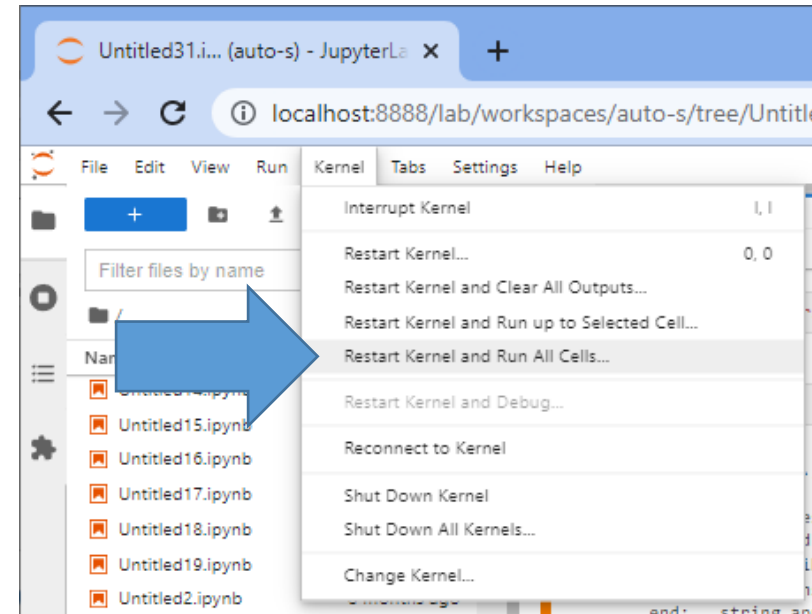 Untitled31.i... (auto-s) - JupyterLa
localhost:8888/lab/workspaces/auto-s/tree/Untitle
File Edit View Run Kernel Tabs Settings Help
Interrupt Kernel I, I
Filter files by name
Restart Kernel... 0, 0
Restart Kernel and Clear All Outputs...
/
Restart Kernel and Run up to Selected Cell...
Restart Kernel and Run All Cells...
Restart Kernel and Debug...
Untitled15.ipynb
Untitled16.ipynb
Reconnect to Kernel
Untitled17.ipynb
Shut Down Kernel
Untitled18.ipynb
Shut Down All Kernels...
Untitled19.ipynb
Change Kernel...
Untitled2.ipynb
end: string